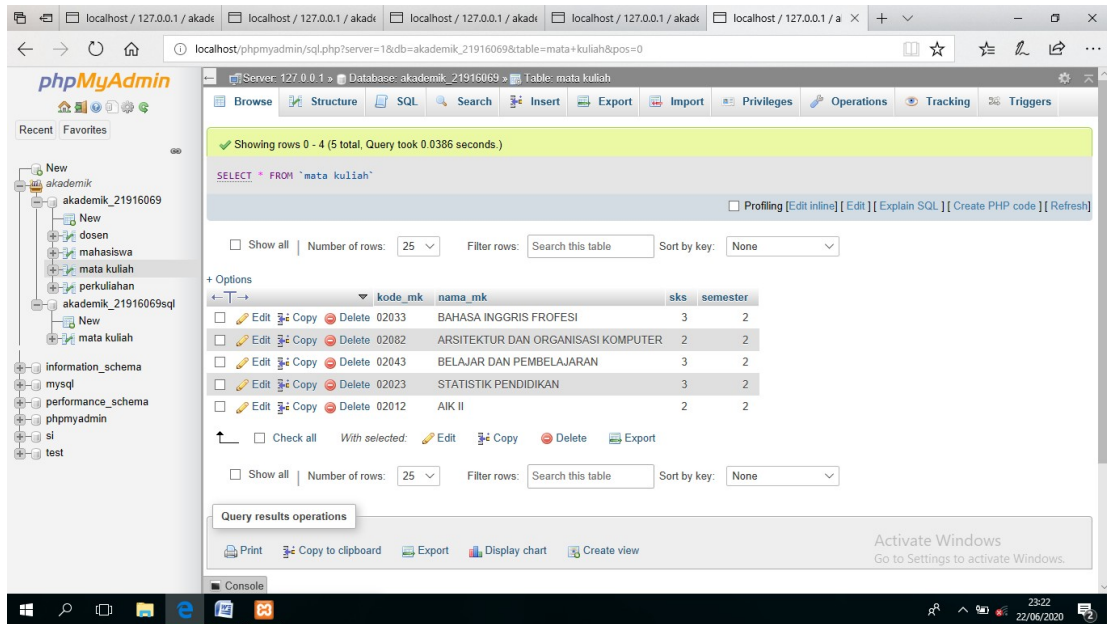 localhost / 127.0.0.1 / akade localhost / 127.0.0.1 / akade localhost / 127.0.0.1 / akade localhost / 127.0.0.1 / akade localhost / 127.0.0.1 / al
localhost/phpmyadmin/sql.php?server=1&db=akademik_21916069&table=mata+kuliah&pos=0
phpMyAdmin
Recent Favorites
New
akademik
akademik_21916069
New
dosen
mahasiswa
mata kuliah
perkuliahan
akademik_21916069sql
New
mata kuliah
information_schema
mysql
performance_schema
phpmyadmin
si
test
Server: 127.0.0.1 » Database: akademik_21916069 » Table: mata kuliah
Browse Structure SQL Search Insert Export Import Privileges Operations Tracking Triggers
Showing rows 0 - 4 (5 total, Query took 0.0386 seconds.)
SELECT * FROM `mata kuliah`
Profiling [Edit inline] [ Edit ] [ Explain SQL ] [ Create PHP code ] [ Refresh]
Show all | Number of rows: 25 Filter rows: Search this table Sort by key: None
+ Options
←T→ kode_mk nama_mk sks semester
Edit Copy Delete 02033 BAHASA INGGRIS FROFESI 3 2
Edit Copy Delete 02082 ARSITEKTUR DAN ORGANISASI KOMPUTER 2 2
Edit Copy Delete 02043 BELAJAR DAN PEMBELAJARAN 3 2
Edit Copy Delete 02023 STATISTIK PENDIDIKAN 3 2
Edit Copy Delete 02012 AIK II 2 2
Check all With selected: Edit Copy Delete Export
Show all | Number of rows: 25 Filter rows: Search this table Sort by key: None
Query results operations
Print Copy to clipboard Export Display chart Create view
Activate Windows
Go to Settings to activate Windows.
Console
23:22
22/06/2020
2